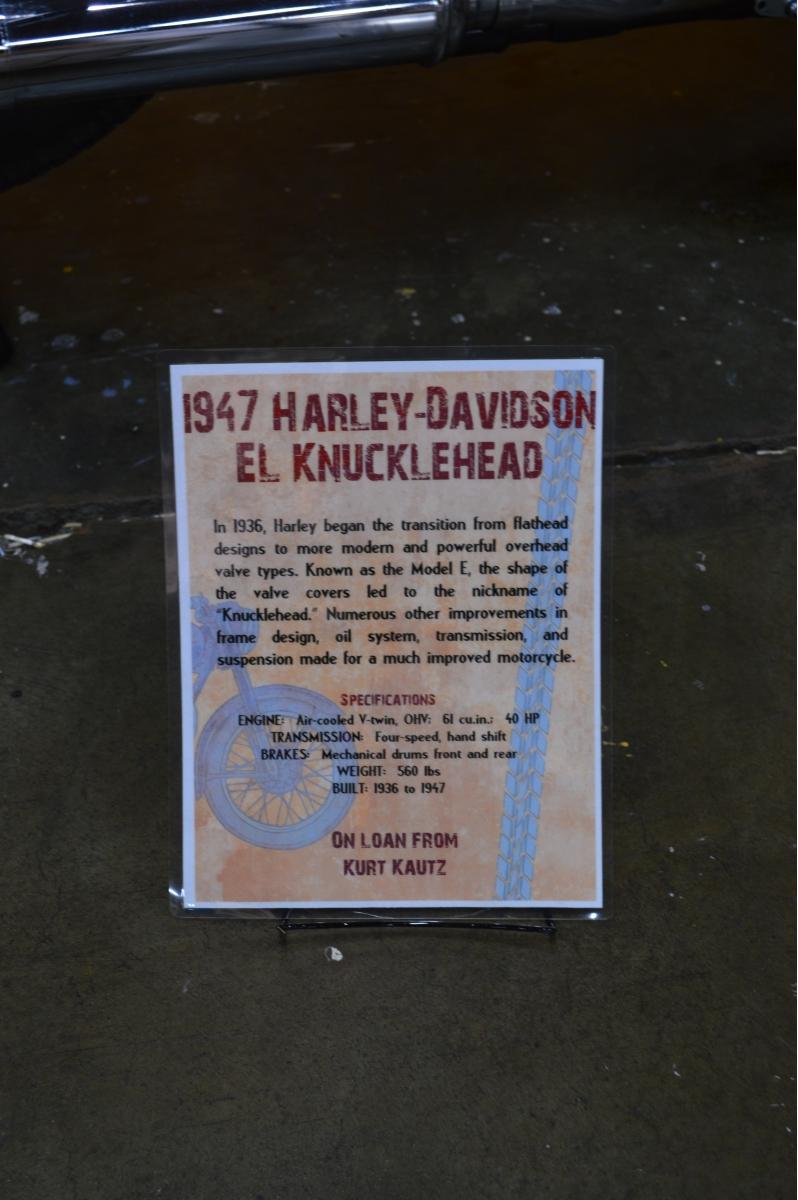 1947 HARLEY-DAVIDSON
EL KNUCKLEHEAD
In 1936, Harley began the transition from flathead
designs to more modern and powerful overhead
valve types. Known as the Model E, the shape of
the valve covers led to the nickname of
"Knucklehead." Numerous other improvements in
frame design, oil system, transmission, and
suspension made for a much improved motorcycle.
SPECIFICATIONS
ENGINE: Air-cooled V-twin, OHV: 61 cu.in.; 40 HP
TRANSMISSION: Four-speed, hand shift
BRAKES: Mechanical drums front and rear
WEIGHT: 560 lbs
BUILT: 1936 to 1947
ON LOAN FROM
KURT KAUTZ